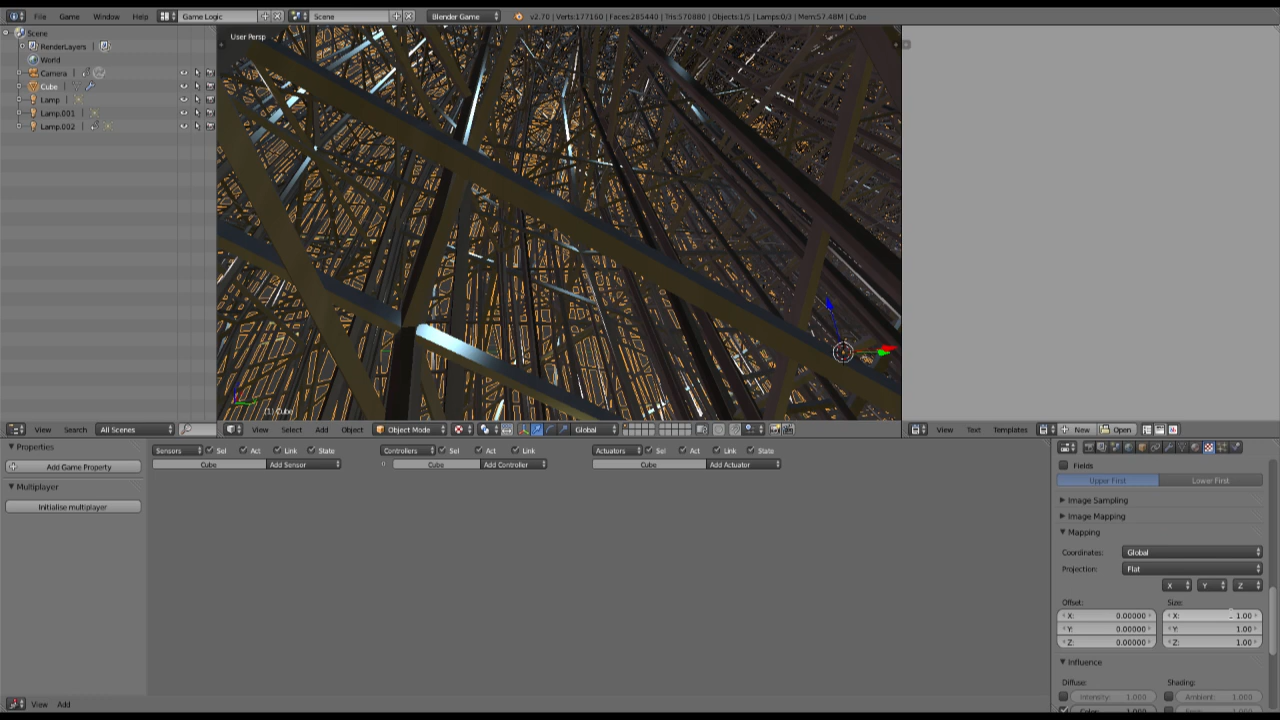 File Game Window Help Game Logic Scene Blender Game v2.70 | Verts:177160 | Faces:285440 | Tris:570880 | Objects:1/5 | Lamps:0/3 | Mem:57.48M | Cube
Scene
RenderLayers |
World
Camera |
Cube |
Lamp |
Lamp.001 |
Lamp.002 |
User Persp
(1) Cube
View Search All Scenes
View Select Add Object Object Mode Global
View Text Templates New Open
Properties
Add Game Property
Multiplayer
Initialise multiplayer
Sensors Sel Act Link State
Cube Add Sensor
Controllers Sel Act Link
0 Cube Add Controller
Actuators Sel Act Link State
Cube Add Actuator
Fields
Upper First Lower First
Image Sampling
Image Mapping
Mapping
Coordinates: Global
Projection: Flat
X Y Z
Offset: Size:
X: 0.00000 X: 1.00
Y: 0.00000 Y: 1.00
Z: 0.00000 Z: 1.00
Influence
Diffuse: Shading:
Intensity: 1.000 Ambient: 1.000
View Add